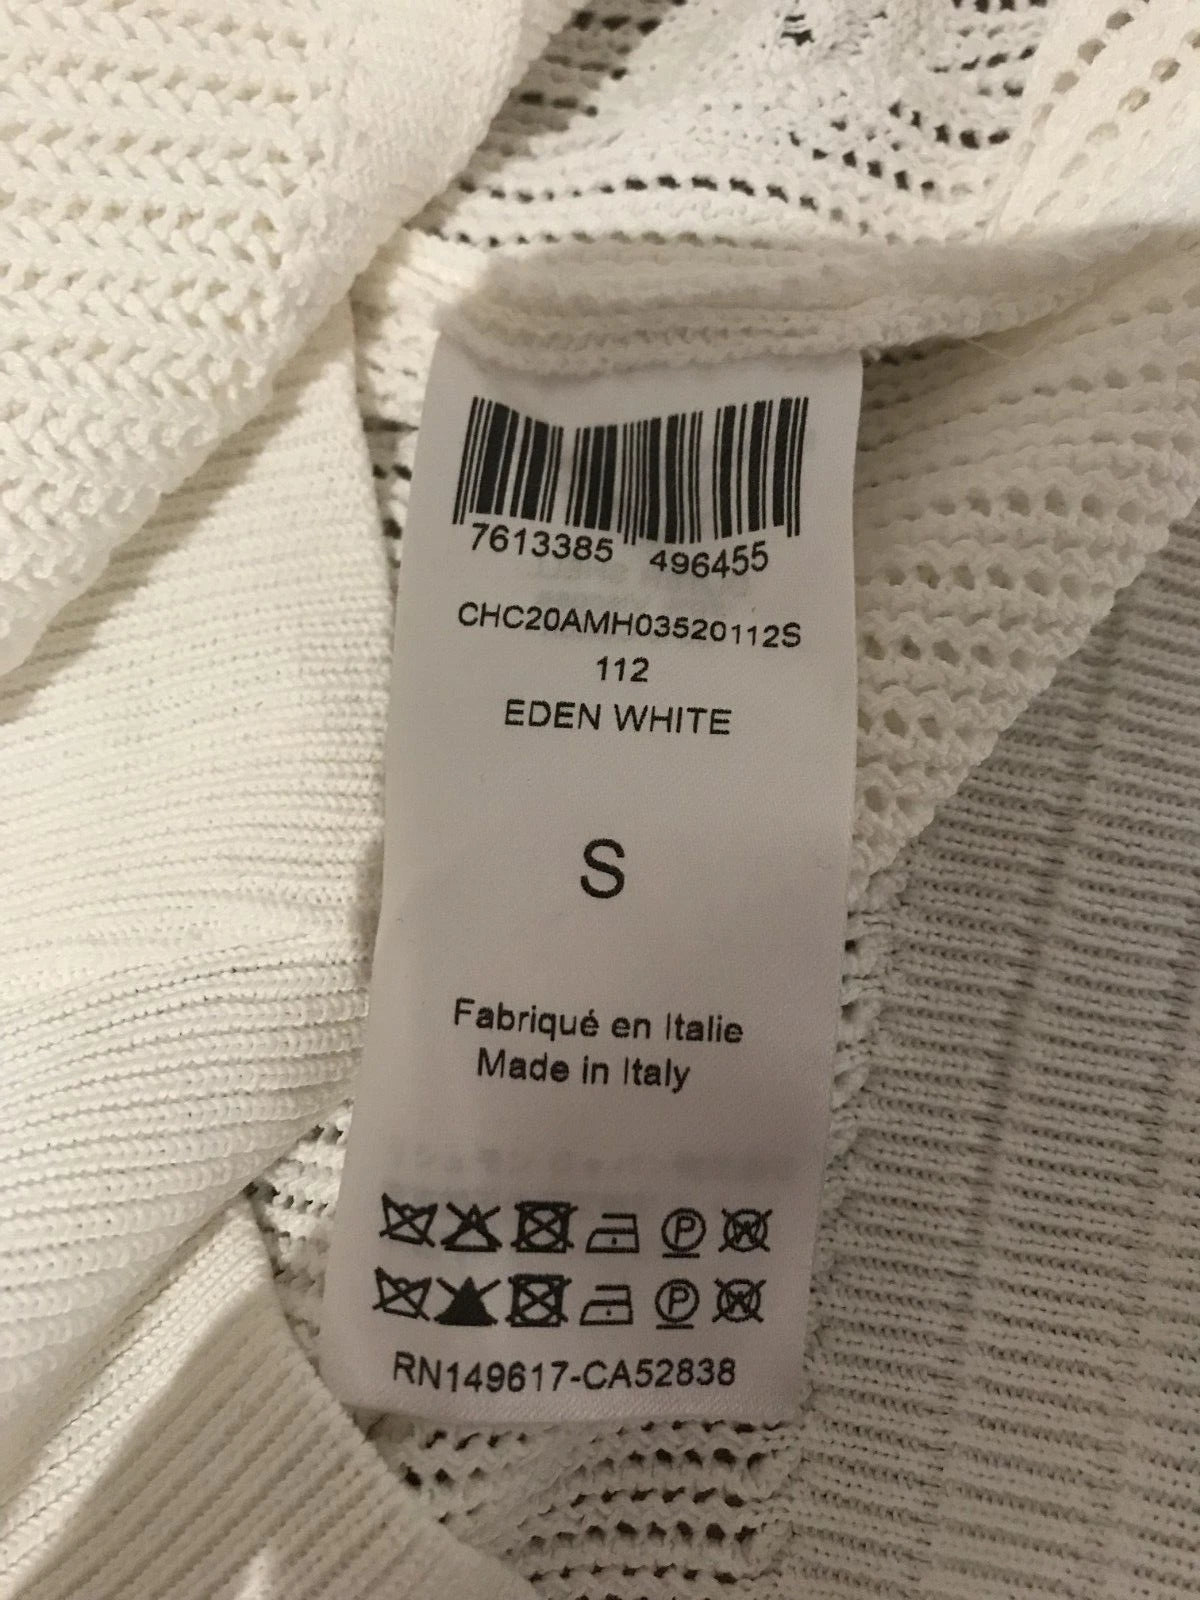 7613385 496455
CHC20AMH03520112S
112
EDEN WHITE
S
Fabriqué en Italie
Made in Italy
RN149617-CA52838